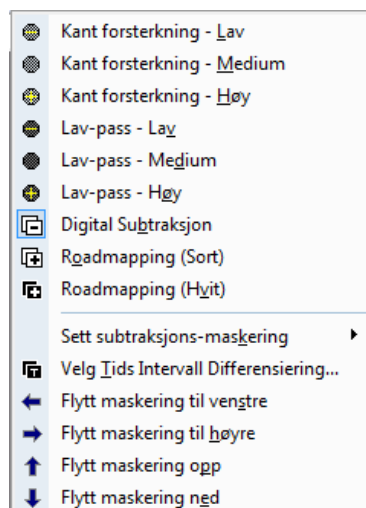 Kant forsterkning - Lav
Kant forsterkning - Medium
Kant forsterkning - Høy
Lav-pass - Lav
Lav-pass - Medium
Lav-pass - Høy
Digital Subtraksjon
Roadmapping (Sort)
Roadmapping (Hvit)
Sett subtraksjons-maskering
Velg Tids Intervall Differensiering...
Flytt maskering til venstre
Flytt maskering til høyre
Flytt maskering opp
Flytt maskering ned